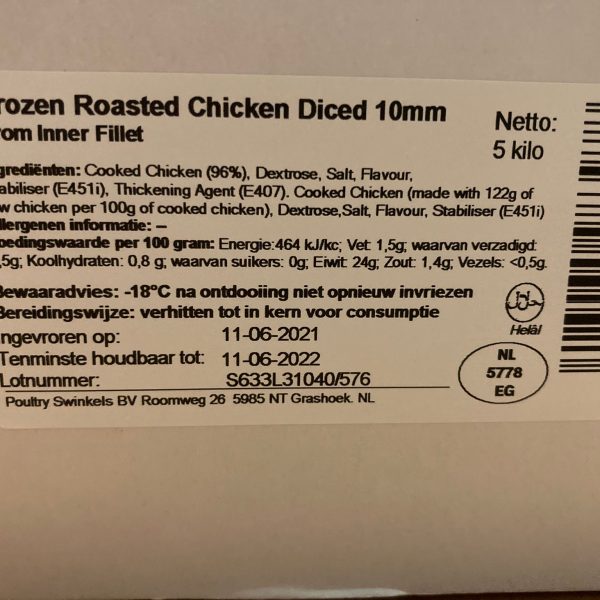 rozen Roasted Chicken Diced 10mm
rom Inner Fillet
Netto:
5 kilo
grediënten: Cooked Chicken (96%), Dextrose, Salt, Flavour,
abiliser (E451i), Thickening Agent (E407). Cooked Chicken (made with 122g of
w chicken per 100g of cooked chicken), Dextrose,Salt, Flavour, Stabiliser (E451i)
llergenen informatie: --
oedingswaarde per 100 gram: Energie:464 kJ/kc; Vet: 1,5g; waarvan verzadigd:
,5g; Koolhydraten: 0,8 g; waarvan suikers: 0g; Eiwit: 24g; Zout: 1,4g; Vezels: <0,5g.
Bewaaradvies: -18°C na ontdooiing niet opnieuw invriezen
Bereidingswijze: verhitten tot in kern voor consumptie
ngevroren op: 11-06-2021
Tenminste houdbaar tot: 11-06-2022
Lotnummer: S633L31040/576
Poultry Swinkels BV Roomweg 26 5985 NT Grashoek. NL
حلال
Helâl
NL
5778
EG